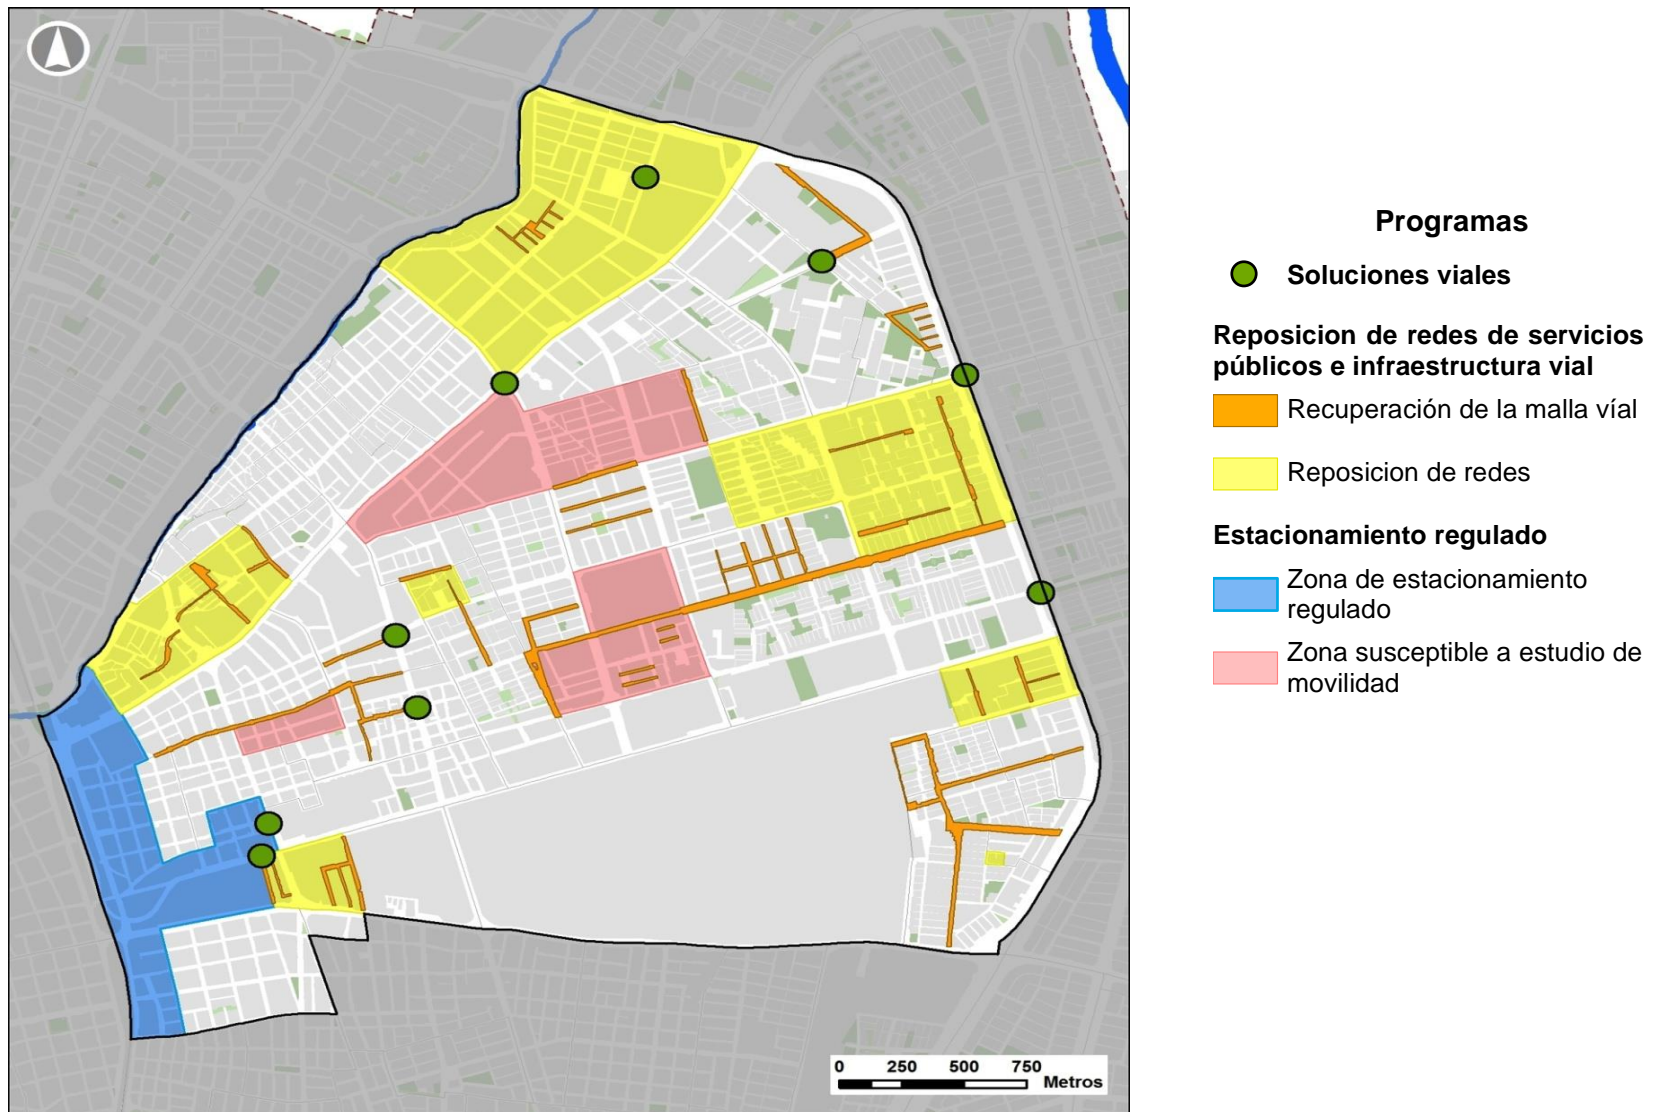 Programas
Soluciones viales
Reposicion de redes de servicios
públicos e infraestructura vial
Recuperación de la malla víal
Reposicion de redes
Estacionamiento regulado
Zona de estacionamiento
regulado
Zona susceptible a estudio de
movilidad
0 250 500 750
Metros